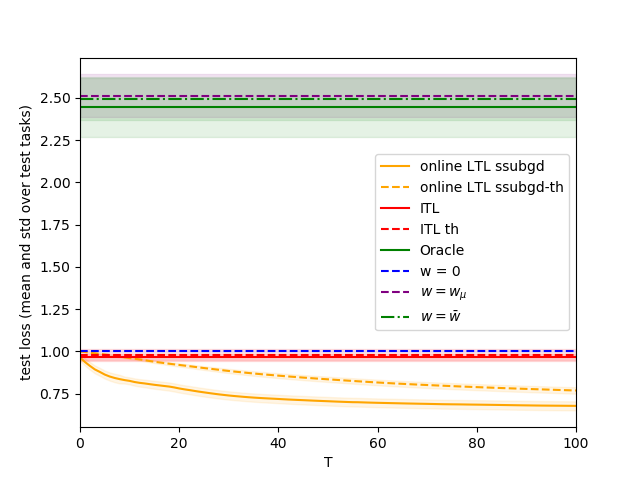 2.50
2.25
2.00
1.75
1.50
1.25
1.00
0.75
test loss (mean and std over test tasks)
online LTL ssubgd
online LTL ssubgd-th
ITL
ITL th
Oracle
w = 0
w = w_μ
w = w̄
0 20 40 60 80 100
T